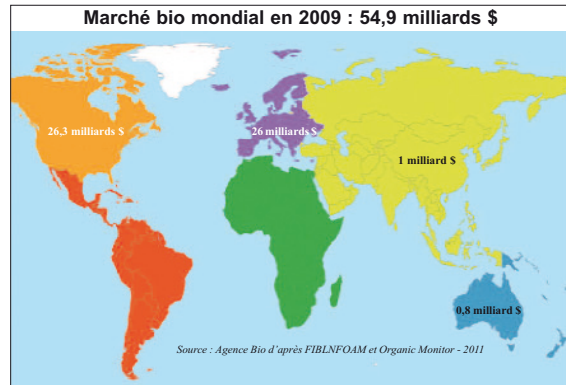 Marché bio mondial en 2009 : 54,9 milliards $
26,3 milliards $
26 milliards $
1 milliard $
0,8 milliard $
Source : Agence Bio d'après FIBLNFOAM et Organic Monitor - 2011